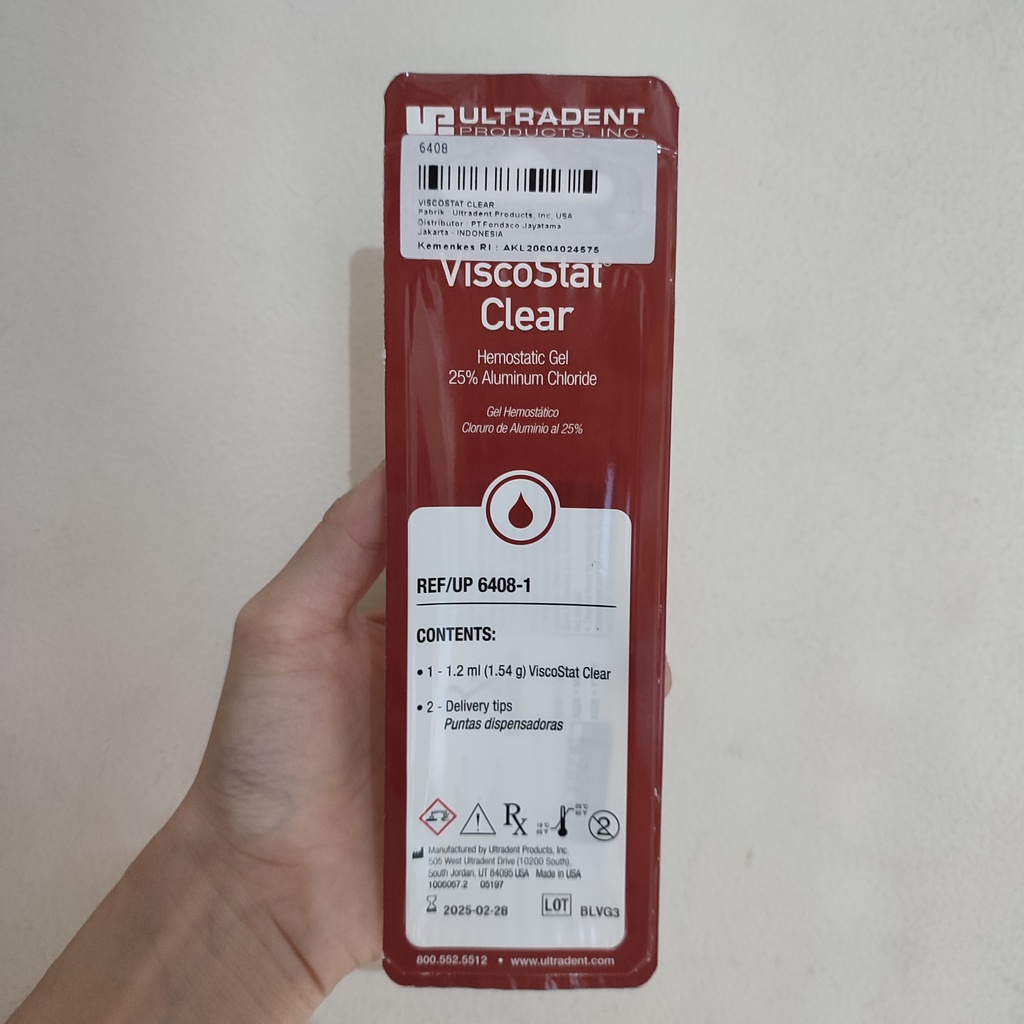 ULTRADENT
PRODUCTS, INC.
6408
VISCOSTAT CLEAR
Pabrik : Ultradent Products, Inc, USA
Distributor : PT.Fondaco Jayatama
Jakarta - INDONESIA
Kemenkes RI : AKL20604024575
ViscoStat®
Clear
Hemostatic Gel
25% Aluminum Chloride
Gel Hemostático
Cloruro de Aluminio al 25%
REF/UP 6408-1
CONTENTS:
• 1 - 1.2 ml (1.54 g) ViscoStat Clear
• 2 - Delivery tips
Puntas dispensadoras
Rx
2
Manufactured by Ultradent Products, Inc.
505 West Ultradent Drive (10200 South),
South Jordan, UT 84095 USA Made in USA
1006067.2 05197
2025-02-28 LOT BLVG3
800.552.5512 • www.ultradent.com